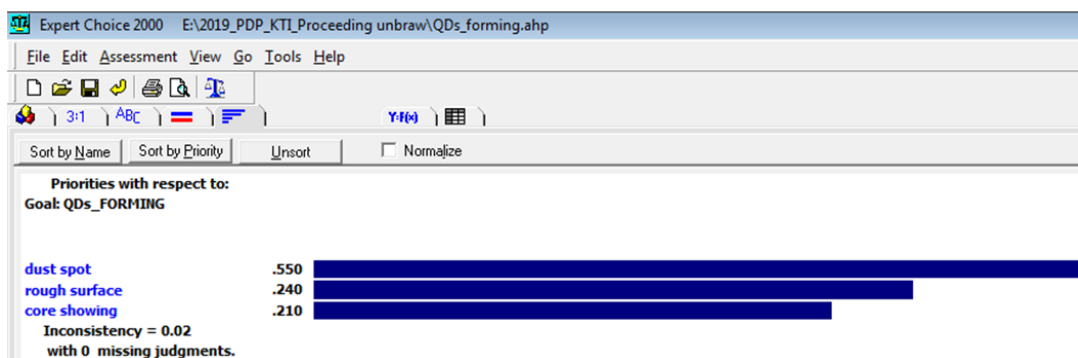 Expert Choice 2000 E:\2019_PDP_KTI_Proceeding unbraw\QDs_forming.ahp
File Edit Assessment View Go Tools Help
3:1 ABC Y:F(x)
Sort by Name Sort by Priority Unsort Normalize
Priorities with respect to:
Goal: QDs_FORMING
dust spot .550
rough surface .240
core showing .210
Inconsistency = 0.02
with 0 missing judgments.